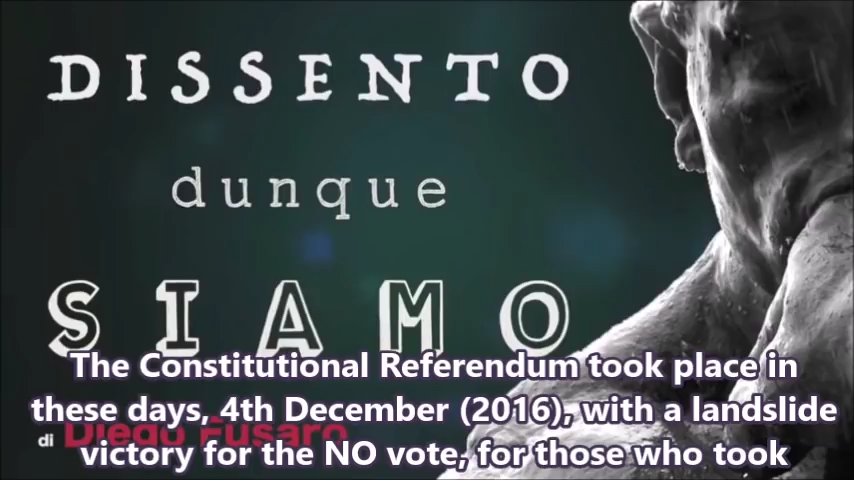 DISSENTO
dunque
SIAMO
The Constitutional Referendum took place in
these days, 4th December (2016), with a landslide
di Diego Fusaro
victory for the NO vote, for those who took